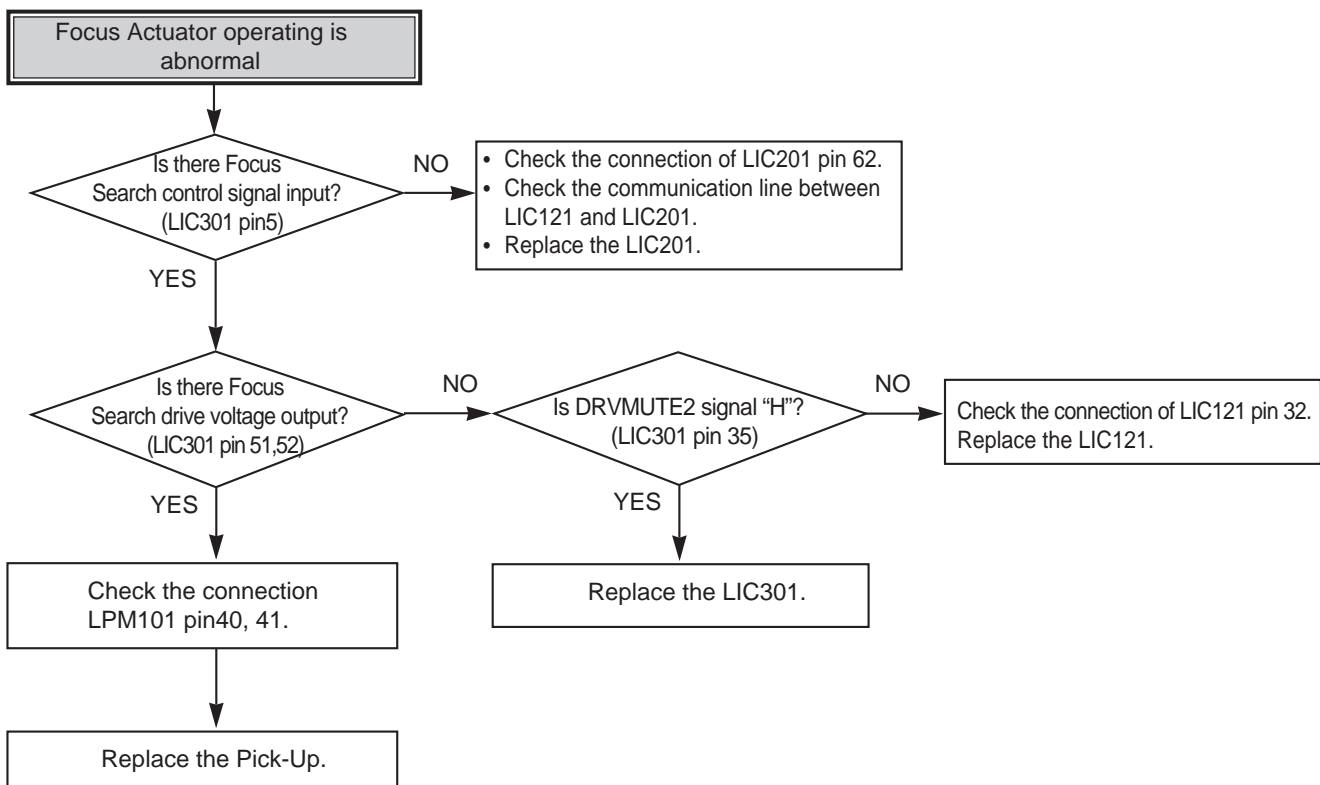 Focus Actuator operating is
abnormal
Is there Focus
Search control signal input?
(LIC301 pin5)
NO
• Check the connection of LIC201 pin 62.
• Check the communication line between
LIC121 and LIC201.
• Replace the LIC201.
YES
Is there Focus
Search drive voltage output?
(LIC301 pin 51,52)
NO
Is DRVMUTE2 signal “H”?
(LIC301 pin 35)
NO
Check the connection of LIC121 pin 32.
Replace the LIC121.
YES
YES
Check the connection
LPM101 pin40, 41.
Replace the LIC301.
Replace the Pick-Up.